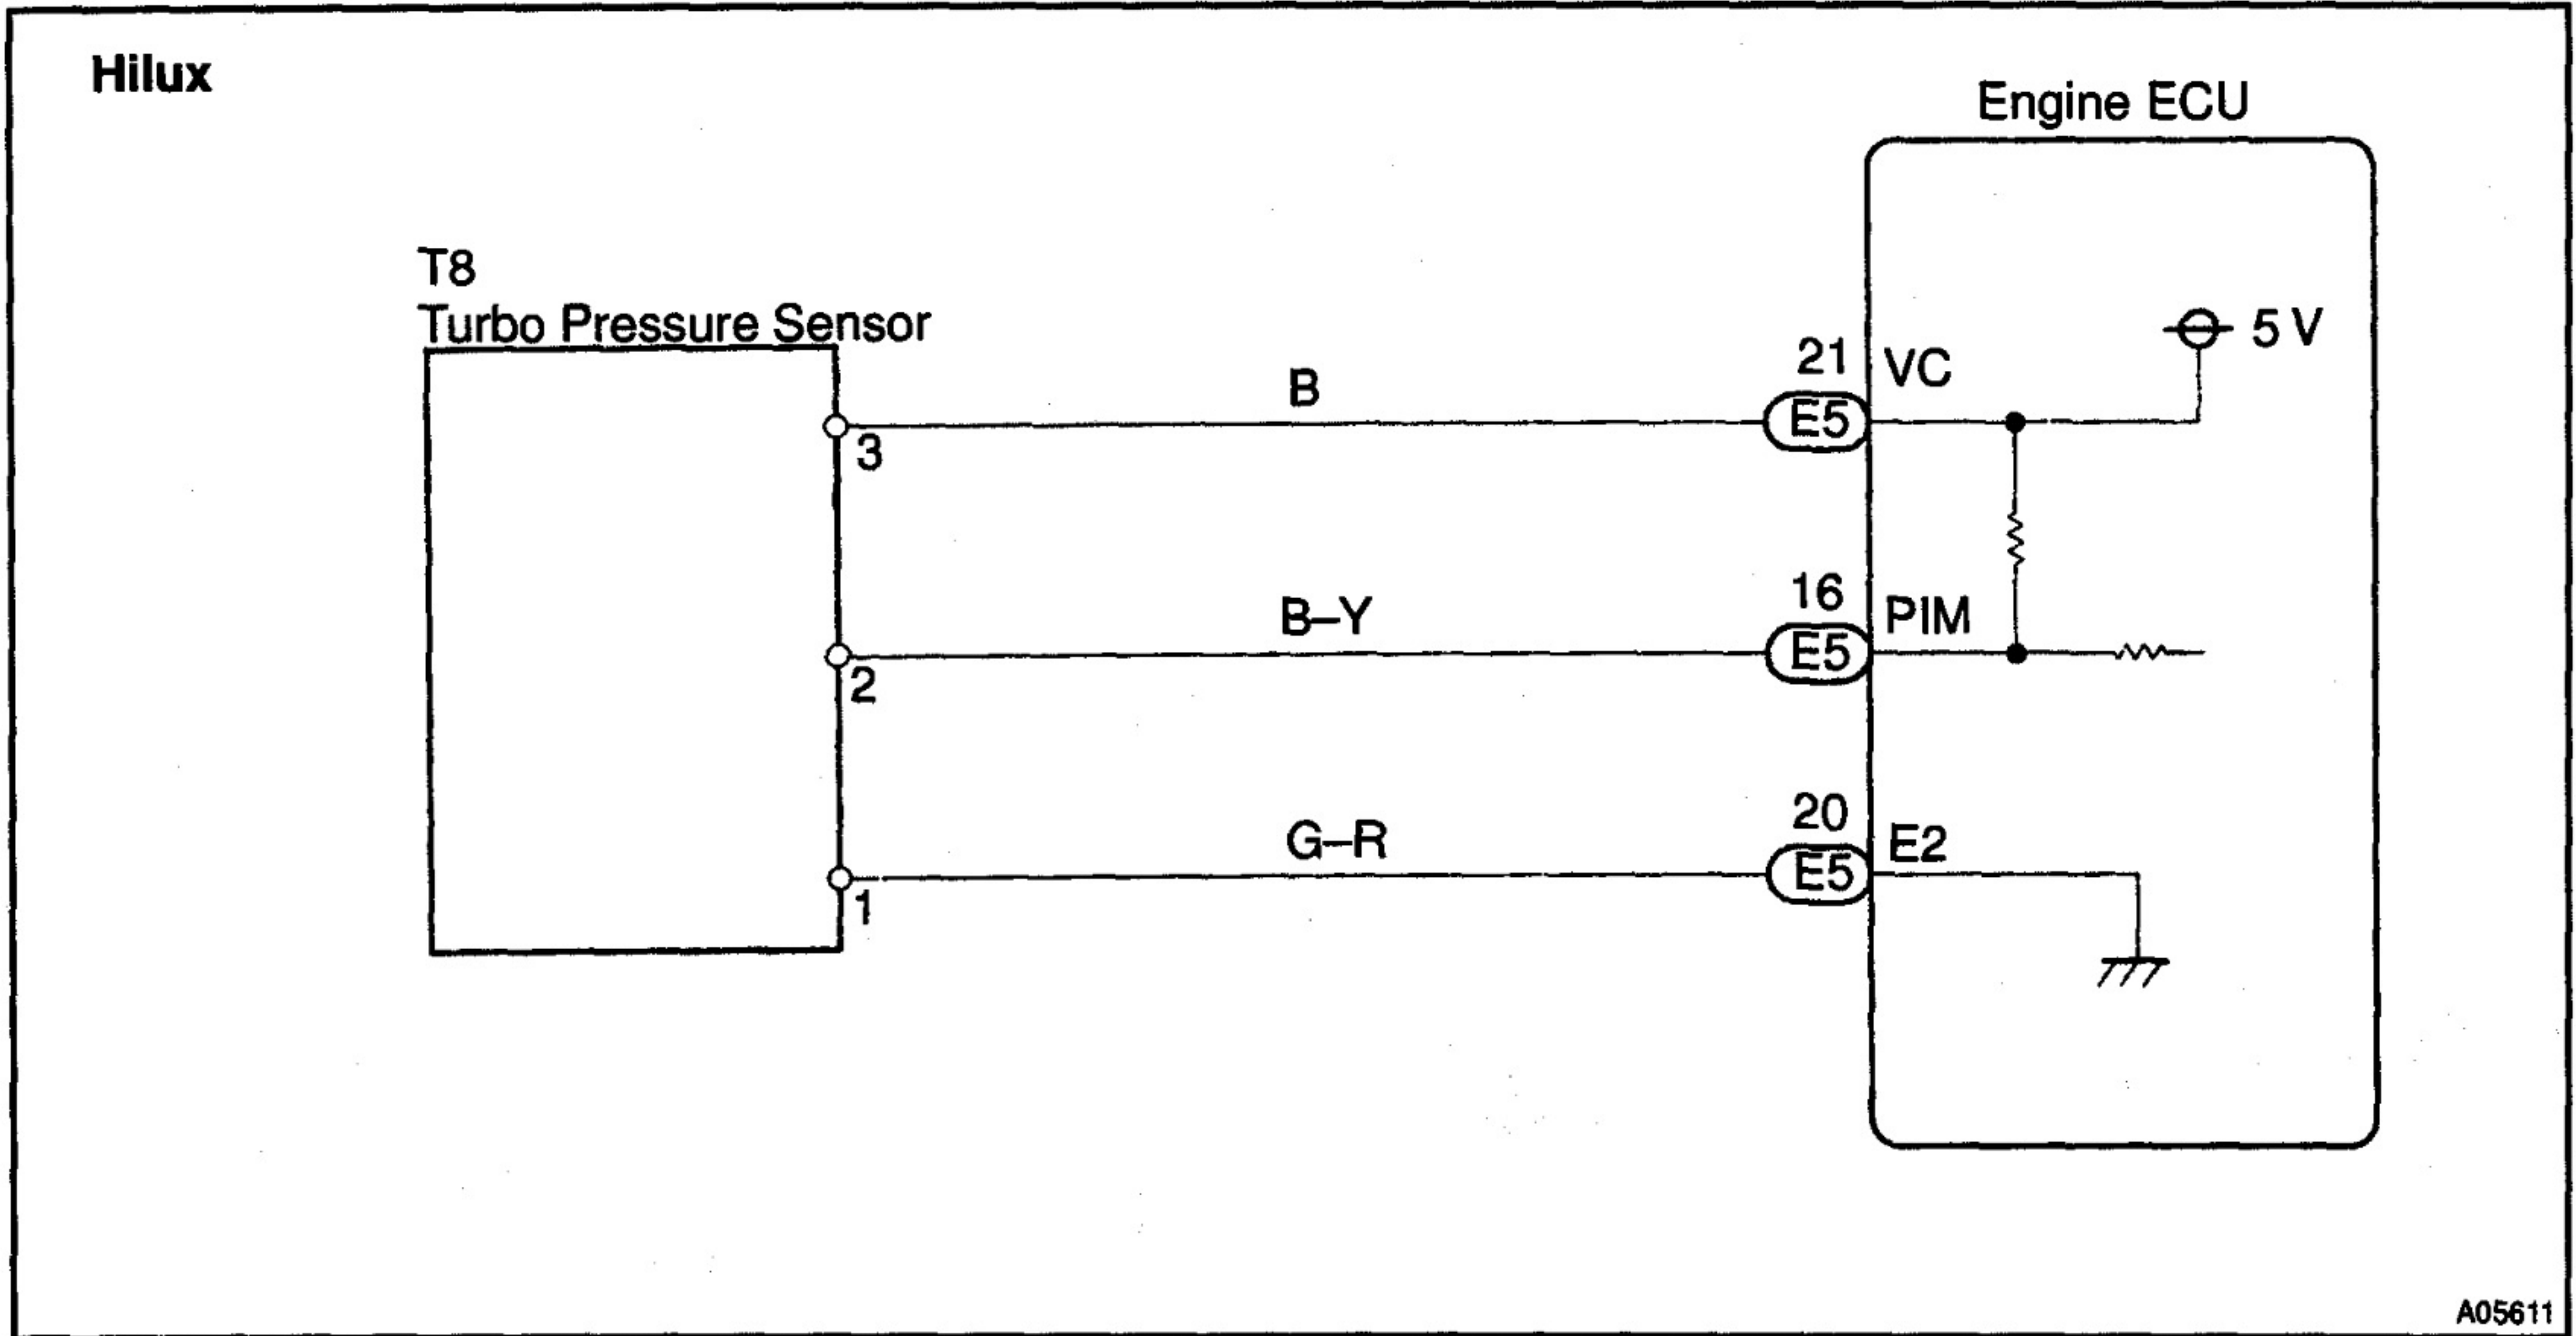 Hilux
Engine ECU
T8
Turbo Pressure Sensor
5 V
B
21
VC
E5
3
B–Y
16
PIM
E5
2
G–R
20
E2
E5
1
A05611